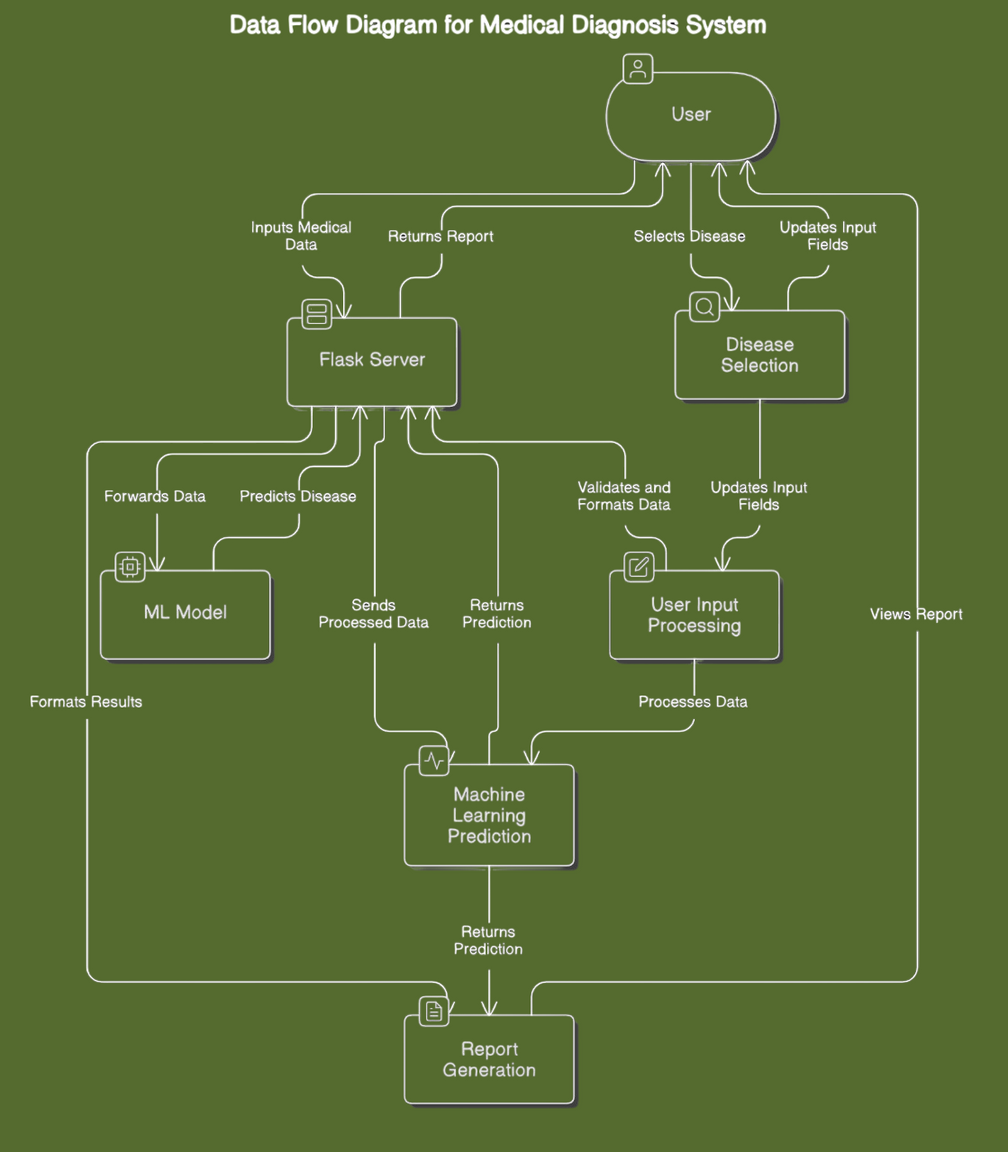 Data Flow Diagram for Medical Diagnosis System
User
Inputs Medical
Data
Returns Report
Selects Disease
Updates Input
Fields
Flask Server
Disease
Selection
Forwards Data
Predicts Disease
Validates and
Formats Data
Updates Input
Fields
ML Model
Sends
Processed Data
Returns
Prediction
User Input
Processing
Views Report
Formats Results
Processes Data
Machine
Learning
Prediction
Returns
Prediction
Report
Generation